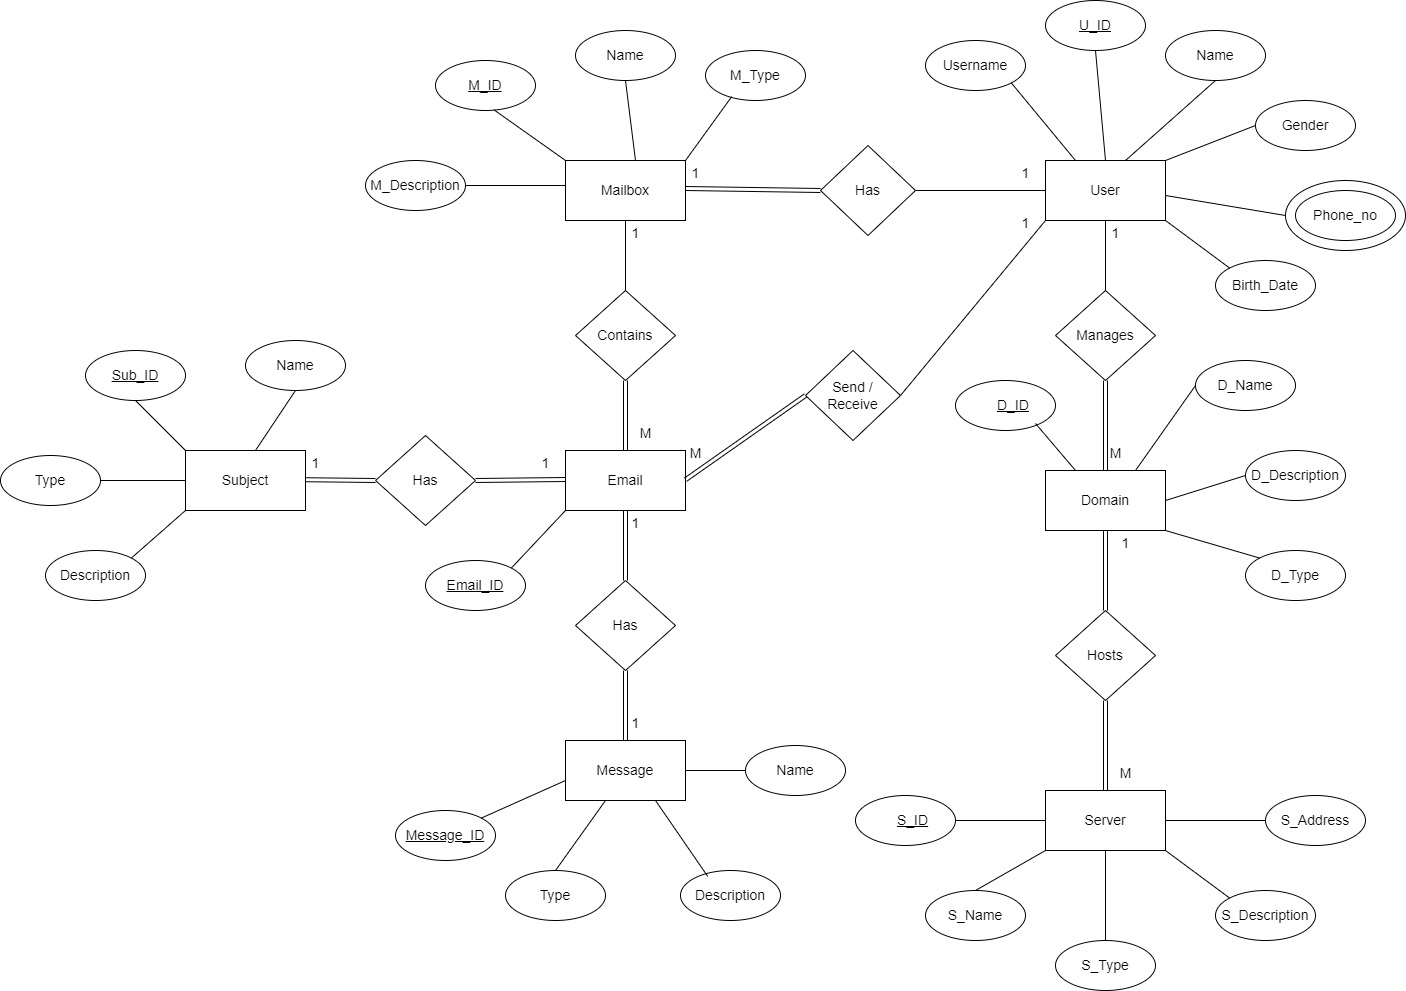 U_ID
Name
Name
Username
M_Type
M_ID
Gender
1
1
M_Description
Mailbox
Has
User
Phone_no
1
1
1
Birth_Date
Contains
Manages
Name
Sub_ID
D_Name
Send /
Receive
D_ID
M
M
M
1
1
Type
Subject
Has
Email
D_Description
Domain
1
1
Description
Email_ID
D_Type
Has
Hosts
1
M
Message
Name
Message_ID
S_ID
Server
S_Address
Type
Description
S_Name
S_Description
S_Type